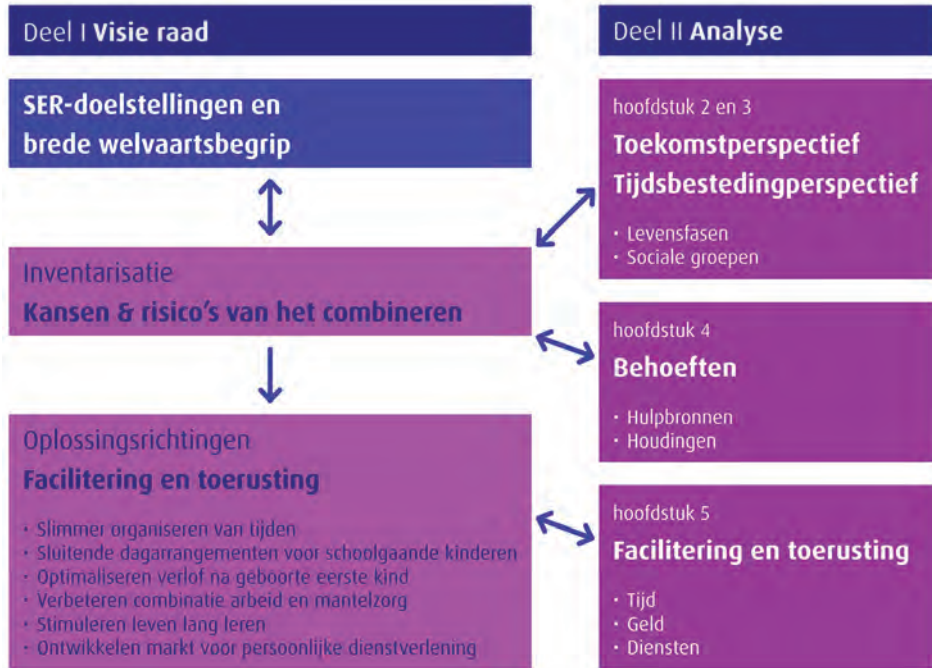 Deel I Visie raad
SER-doelstellingen en
brede welvaartsbegrip
Inventarisatie
Kansen & risico's van het combineren
Oplossingsrichtingen
Facilitering en toerusting
· Slimmer organiseren van tijden
· Sluitende dagarrangementen voor schoolgaande kinderen
· Optimaliseren verlof na geboorte eerste kind
· Verbeteren combinatie arbeid en mantelzorg
· Stimuleren leven lang leren
· Ontwikkelen markt voor persoonlijke dienstverlening
Deel II Analyse
hoofdstuk 2 en 3
Toekomstperspectief
Tijdsbestedingperspectief
· Levensfasen
· Sociale groepen
hoofdstuk 4
Behoeften
· Hulpbronnen
· Houdingen
hoofdstuk 5
Facilitering en toerusting
· Tijd
· Geld
· Diensten